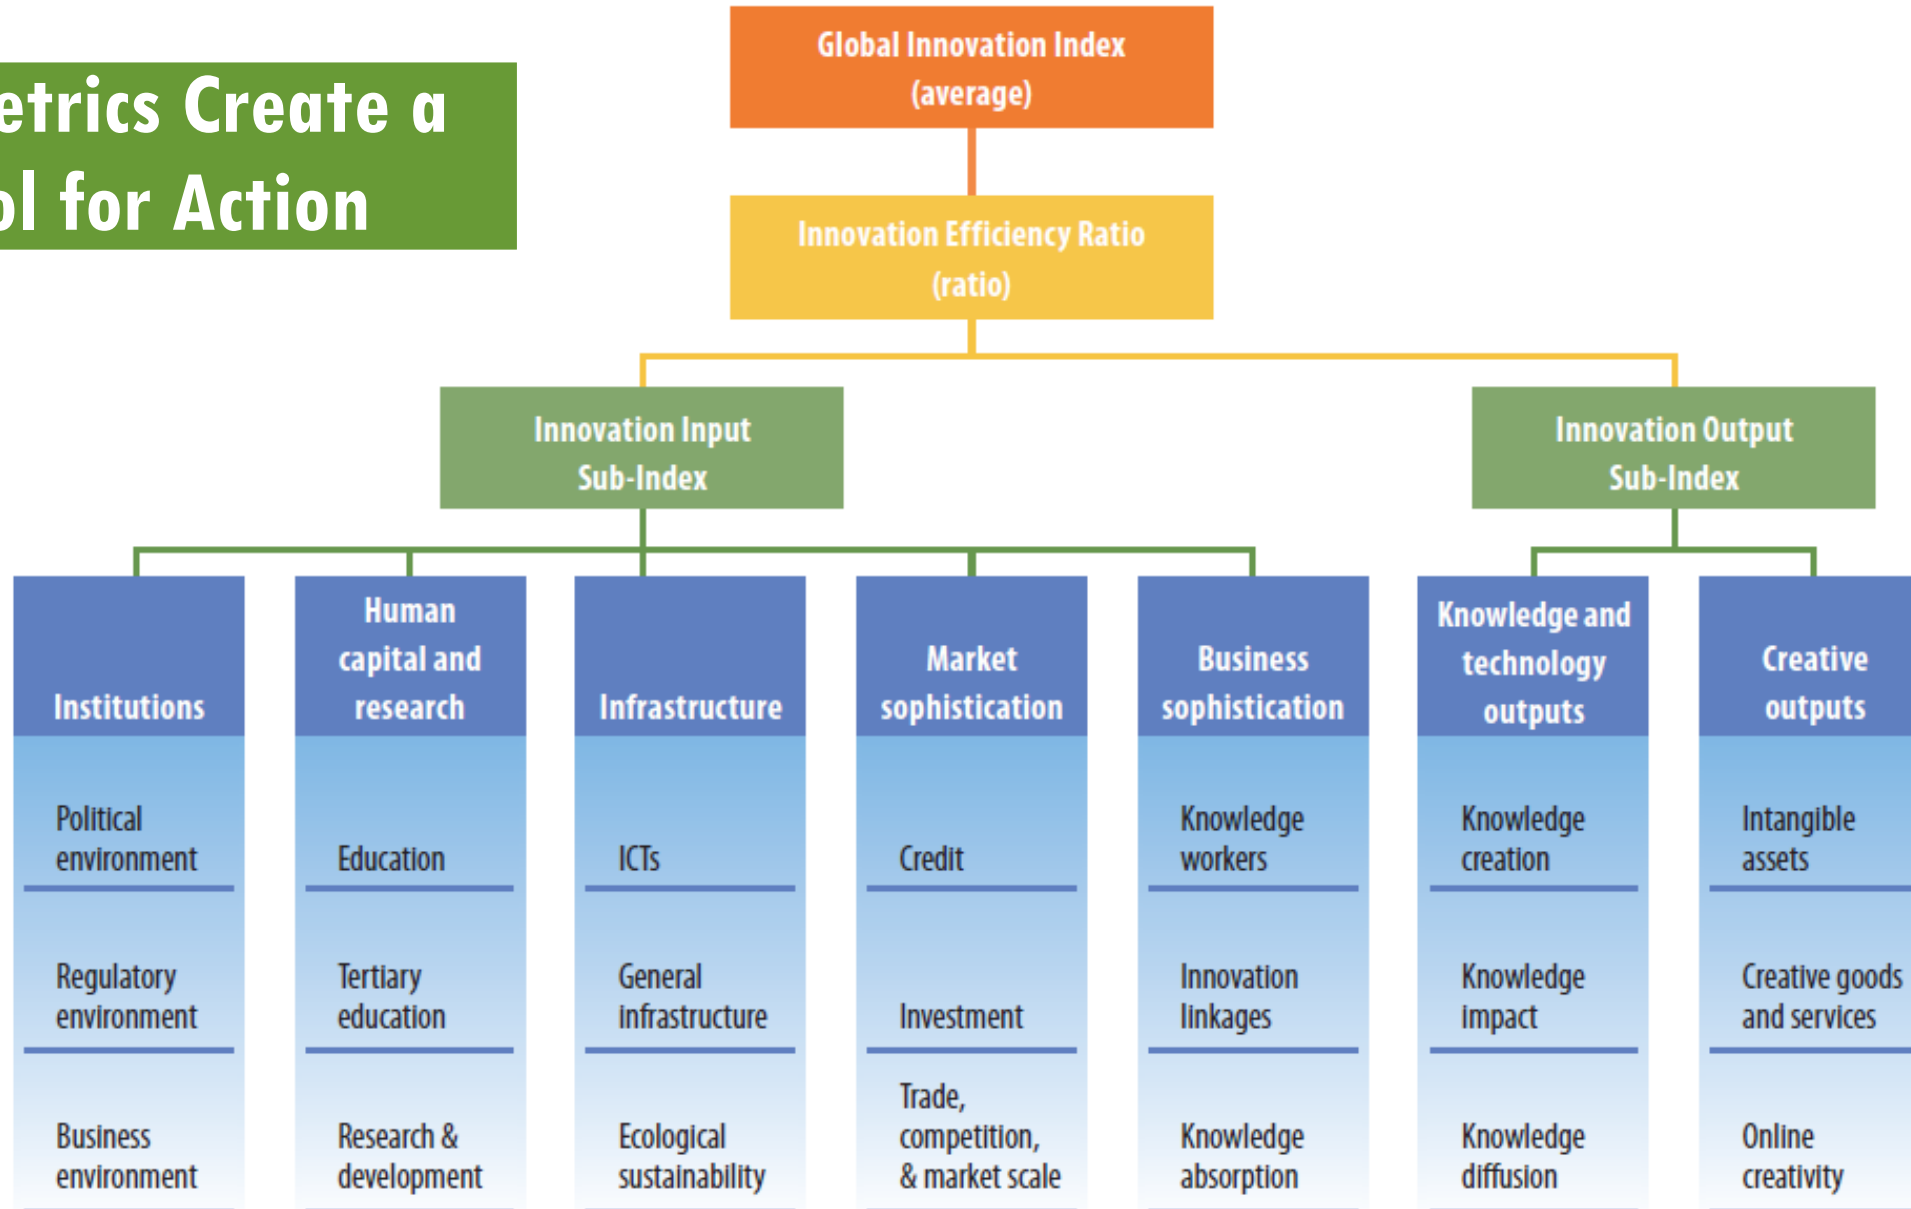 etrics Create a
ol for Action
Global Innovation Index
(average)
Innovation Efficiency Ratio
(ratio)
Innovation Input
Sub-Index
Innovation Output
Sub-Index
Institutions
Human
capital and
research
Infrastructure
Market
sophistication
Business
sophistication
Knowledge and
technology
outputs
Creative
outputs
Political
environment
Education
ICTs
Credit
Knowledge
workers
Knowledge
creation
Intangible
assets
Regulatory
environment
Tertiary
education
General
infrastructure
Investment
Innovation
linkages
Knowledge
impact
Creative goods
and services
Business
environment
Research &
development
Ecological
sustainability
Trade,
competition,
& market scale
Knowledge
absorption
Knowledge
diffusion
Online
creativity